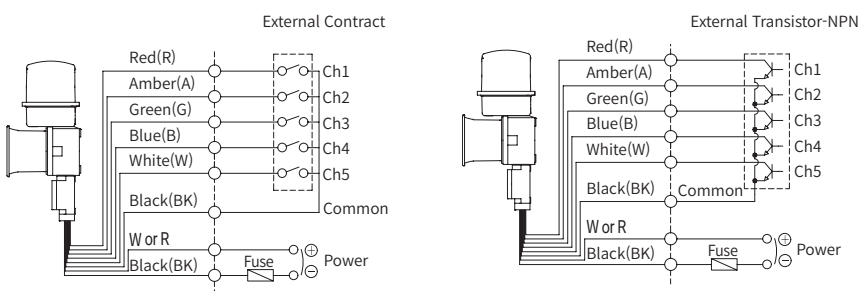 External Contract
Red(R)
Ch1
Amber(A)
Ch2
Green(G)
Ch3
Blue(B)
Ch4
White(W)
Ch5
Black(BK)
Common
W or R
Black(BK)
Fuse
Power
External Transistor-NPN
Red(R)
Ch1
Amber(A)
Ch2
Green(G)
Ch3
Blue(B)
Ch4
White(W)
Ch5
Black(BK)
Common
W or R
Black(BK)
Fuse
Power